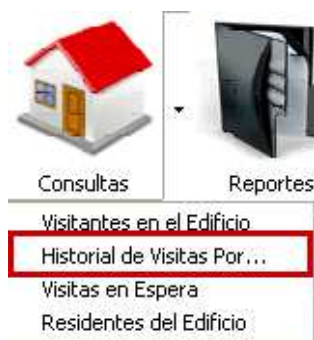 Consultas
Reportes
Visitantes en el Edificio
Historial de Visitas Por...
Visitas en Espera
Residentes del Edificio